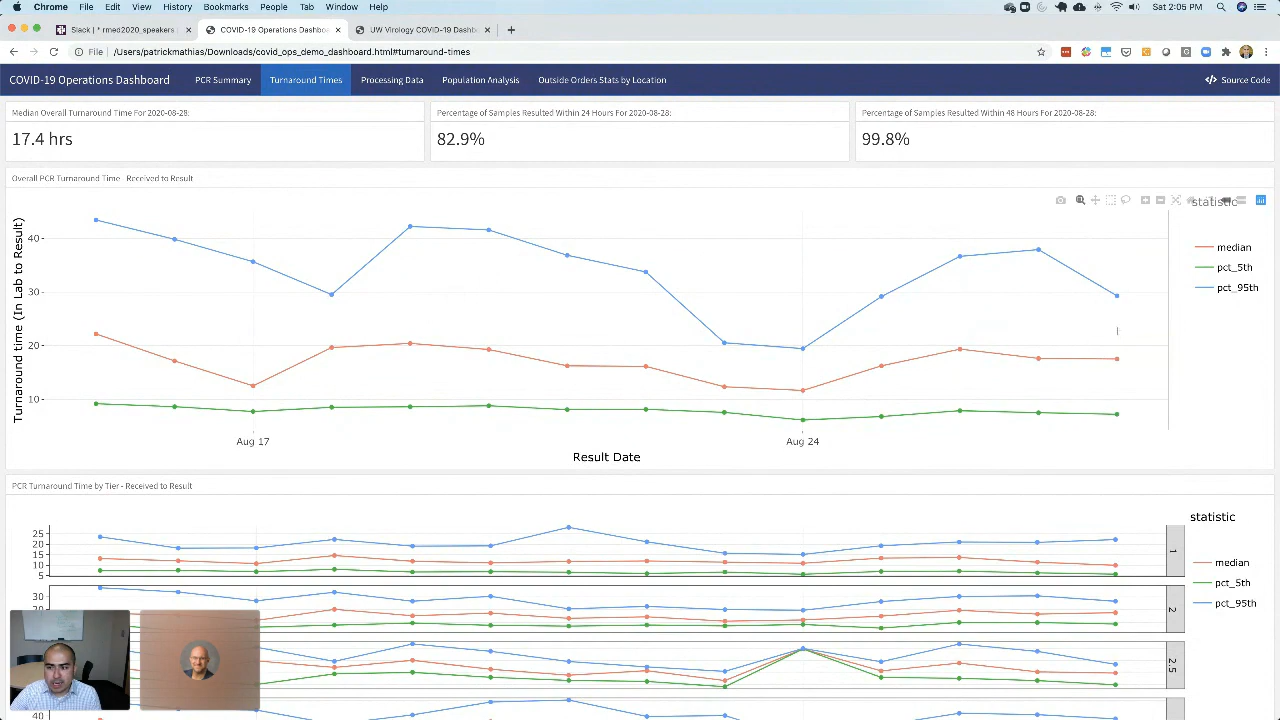 Chrome File Edit View History Bookmarks People Tab Window Help Sat 2:05 PM
Slack | * rmed2020_speakers COVID-19 Operations Dashbo UW Virology COVID-19 Dashbo
File /Users/patrickmathias/Downloads/covid_ops_demo_dashboard.html#turnaround-times
COVID-19 Operations Dashboard PCR Summary Turnaround Times Processing Data Population Analysis Outside Orders Stats by Location Source Code
Median Overall Turnaround Time For 2020-08-28: Percentage of Samples Resulted Within 24 Hours For 2020-08-28: Percentage of Samples Resulted Within 48 Hours For 2020-08-28:
17.4 hrs 82.9% 99.8%
Overall PCR Turnaround Time - Received to Result
statistic
median
pct_5th
pct_95th
Turnaround time (In Lab to Result)
40
30
20
10
Aug 17 Aug 24
Result Date
PCR Turnaround Time by Tier - Received to Result
statistic
median
pct_5th
pct_95th
25
20
15
10
5
1
30
20
2
2.5
40